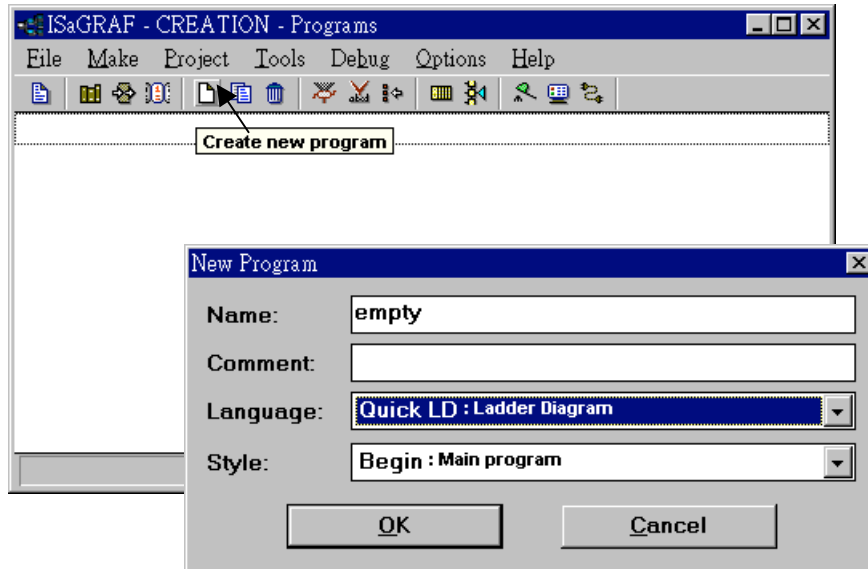 ISaGRAF - CREATION - Programs
File Make Project Tools Debug Options Help
Create new program
New Program
Name: empty
Comment:
Language: Quick LD : Ladder Diagram
Style: Begin : Main program
OK Cancel